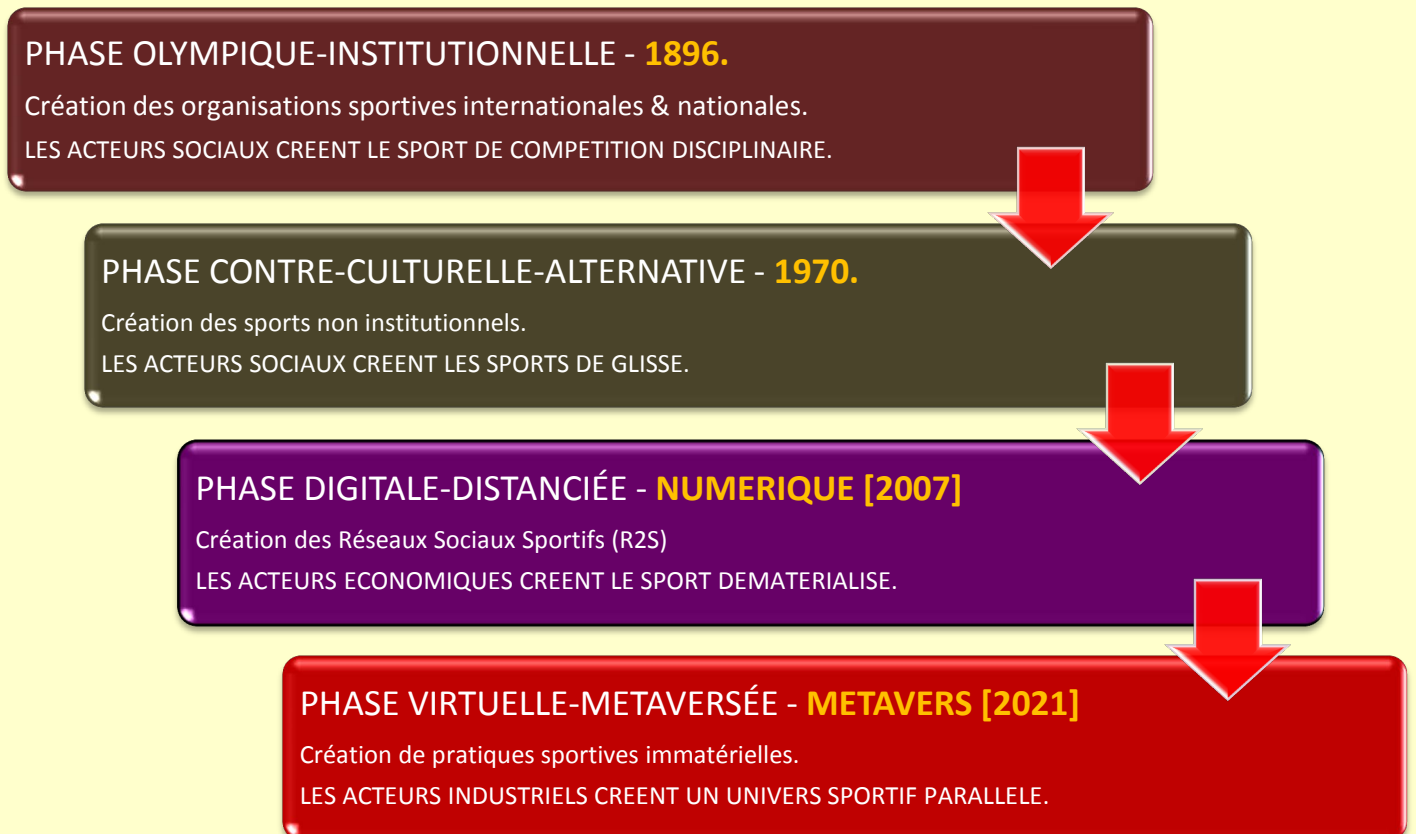 PHASE OLYMPIQUE-INSTITUTIONNELLE - 1896.
Création des organisations sportives internationales & nationales.
LES ACTEURS SOCIAUX CREENT LE SPORT DE COMPETITION DISCIPLINAIRE.
PHASE CONTRE-CULTURELLE-ALTERNATIVE - 1970.
Création des sports non institutionnels.
LES ACTEURS SOCIAUX CREENT LES SPORTS DE GLISSE.
PHASE DIGITALE-DISTANCIÉE - NUMERIQUE [2007]
Création des Réseaux Sociaux Sportifs (R2S)
LES ACTEURS ECONOMIQUES CREENT LE SPORT DEMATERIALISE.
PHASE VIRTUELLE-METAVERSÉE - METAVERS [2021]
Création de pratiques sportives immatérielles.
LES ACTEURS INDUSTRIELS CREENT UN UNIVERS SPORTIF PARALLELE.